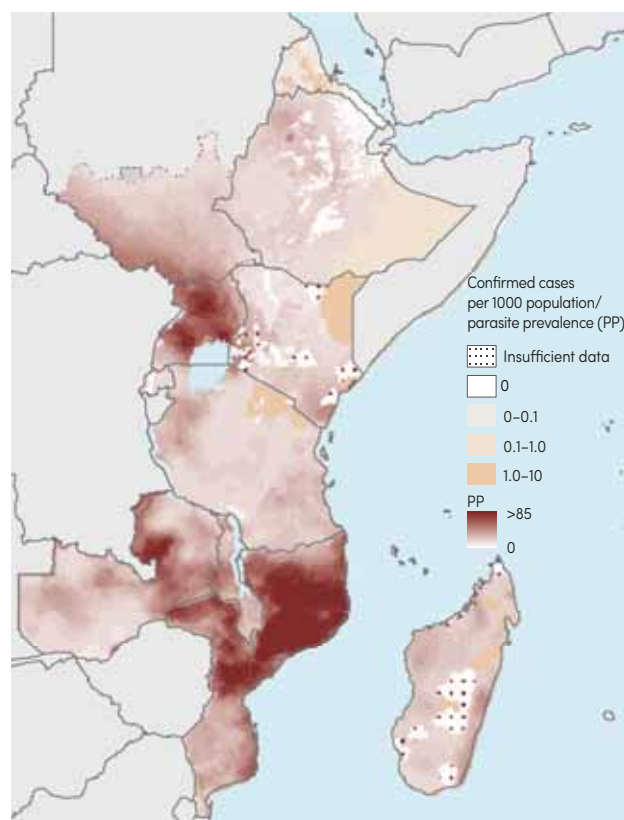 Confirmed cases
per 1000 population/
parasite prevalence (PP)
Insufficient data
0
0–0.1
0.1–1.0
1.0–10
PP
>85
0